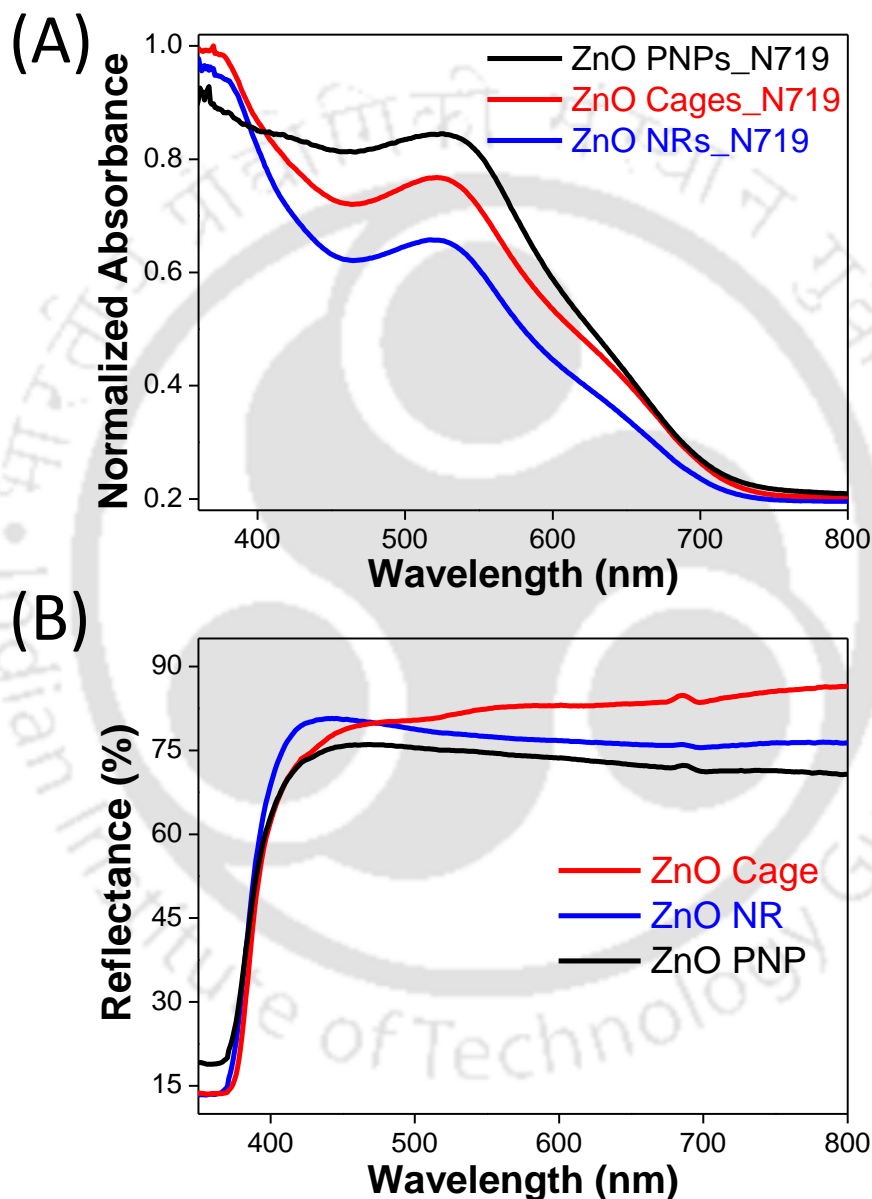 (A)
1.0
0.8
0.6
0.4
0.2
Normalized Absorbance
ZnO PNPs_N719
ZnO Cages_N719
ZnO NRs_N719
400 500 600 700 800
Wavelength (nm)
(B)
90
75
60
45
30
15
Reflectance (%)
ZnO Cage
ZnO NR
ZnO PNP
400 500 600 700 800
Wavelength (nm)
Indian Institute of Technology